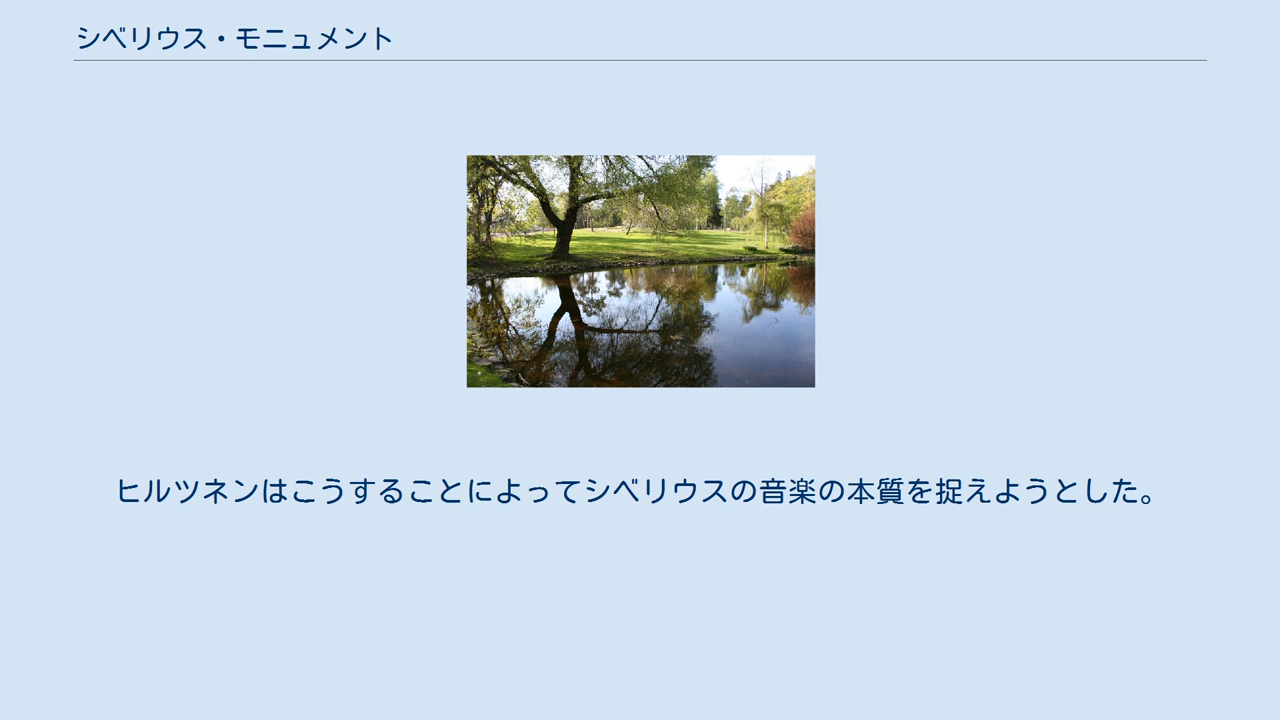 シベリウス・モニュメント
ヒルツネンはこうすることによってシベリウスの音楽の本質を捉えようとした。